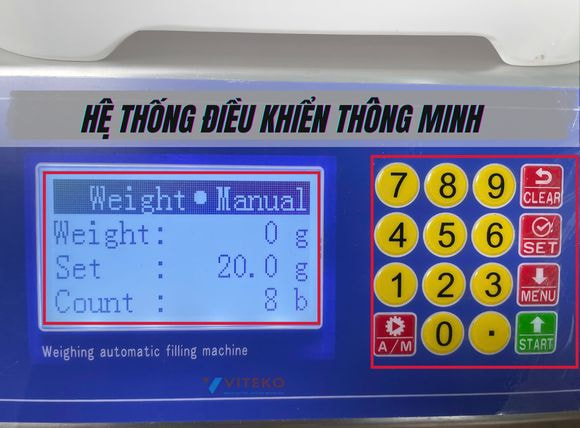 HỆ THỐNG ĐIỀU KHIỂN THÔNG MINH
Weight•Manual
Weight: 0 g
Set : 20.0 g
Count : 8 b
Weighing automatic filling machine
VITEKO
7 8 9 CLEAR
4 5 6 SET
1 2 3 MENU
A/M 0 . START